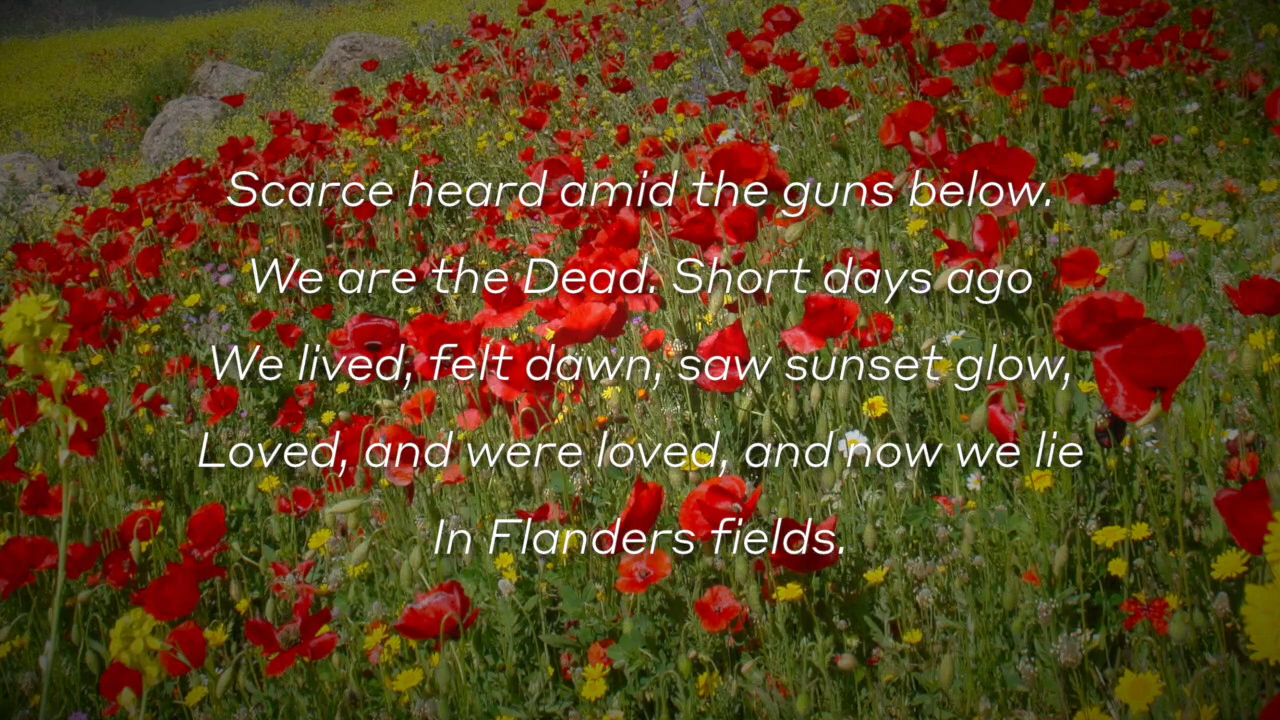 Scarce heard amid the guns below.
We are the Dead. Short days ago
We lived, felt dawn, saw sunset glow,
Loved, and were loved, and now we lie
In Flanders fields.